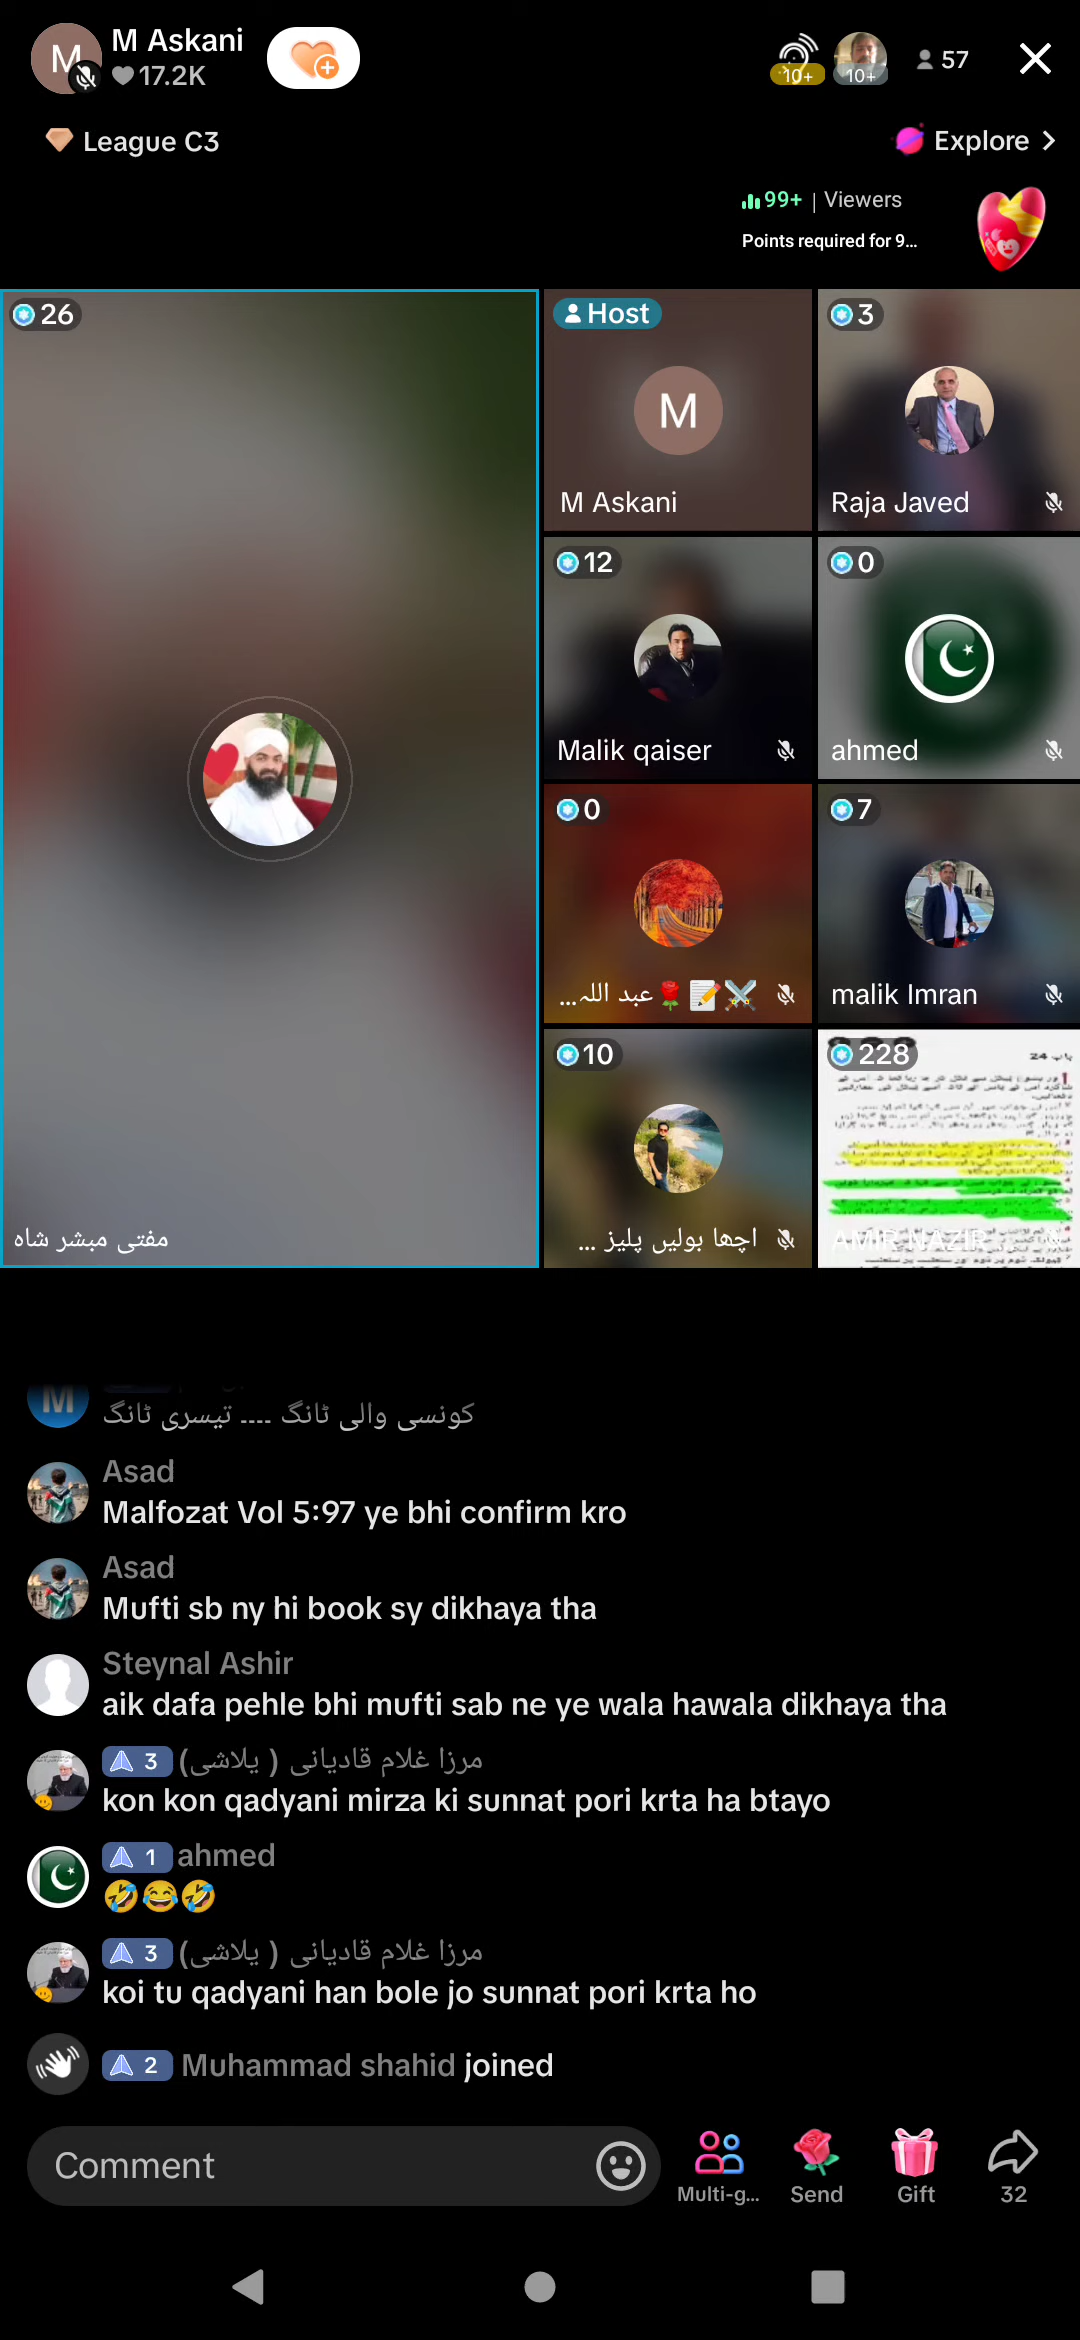 M
M Askani
17.2K
10+
10+
57
League C3
Explore
99+ | Viewers
Points required for 9...
26
مفتی مبشر شاہ
Host
M
M Askani
3
Raja Javed
12
Malik qaiser
0
ahmed
0
عبد اللہ...
7
malik Imran
10
اچھا بولیں پلیز ...
228
باب 24
AMIR NAZIR
M
کونسی والی ٹانگ ---- تیسری ٹانگ
Asad
Malfozat Vol 5:97 ye bhi confirm kro
Asad
Mufti sb ny hi book sy dikhaya tha
Steynal Ashir
aik dafa pehle bhi mufti sab ne ye wala hawala dikhaya tha
3 مرزا غلام قادیانی ( یلاشی)
kon kon qadyani mirza ki sunnat pori krta ha btayo
1 ahmed
🤣😂🤣
3 مرزا غلام قادیانی ( یلاشی)
koi tu qadyani han bole jo sunnat pori krta ho
2 Muhammad shahid joined
Comment
Multi-g...
Send
Gift
32